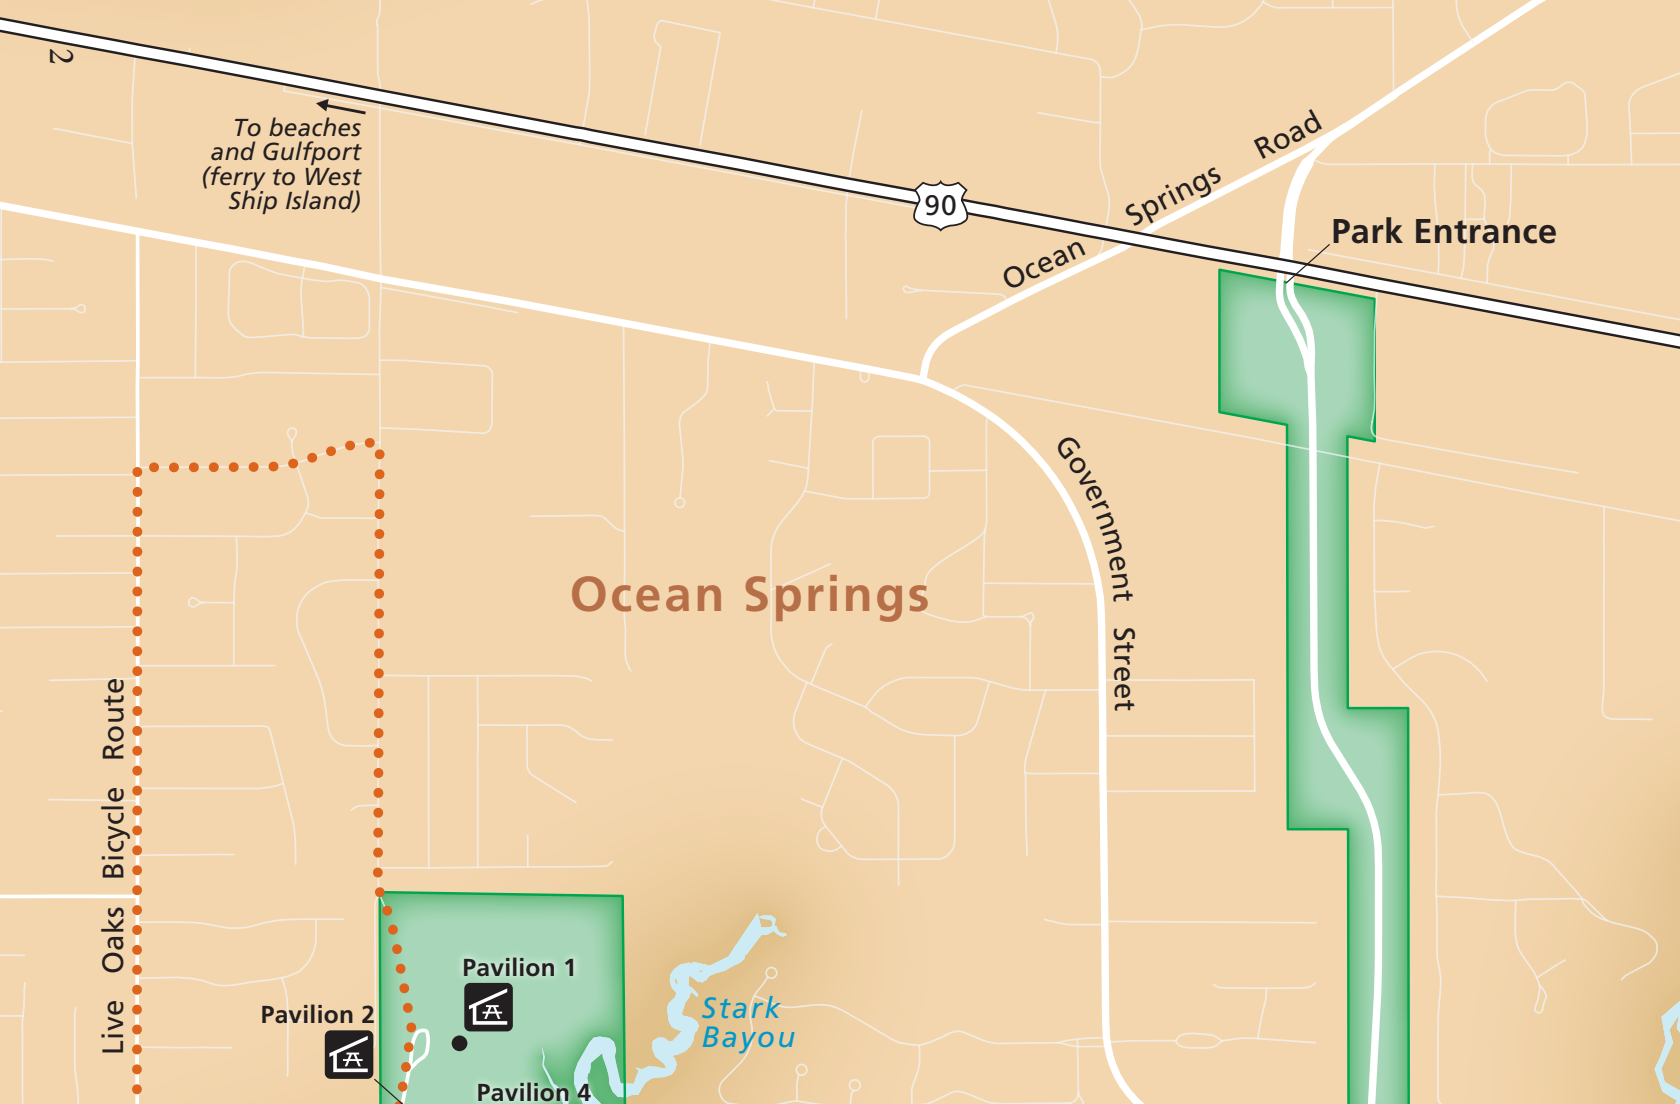 2
To beaches
and Gulfport
(ferry to West
Ship Island)
90
Ocean Springs Road
Park Entrance
Government Street
Ocean Springs
Live Oaks Bicycle Route
Pavilion 1
Pavilion 2
Stark
Bayou
Pavilion 4